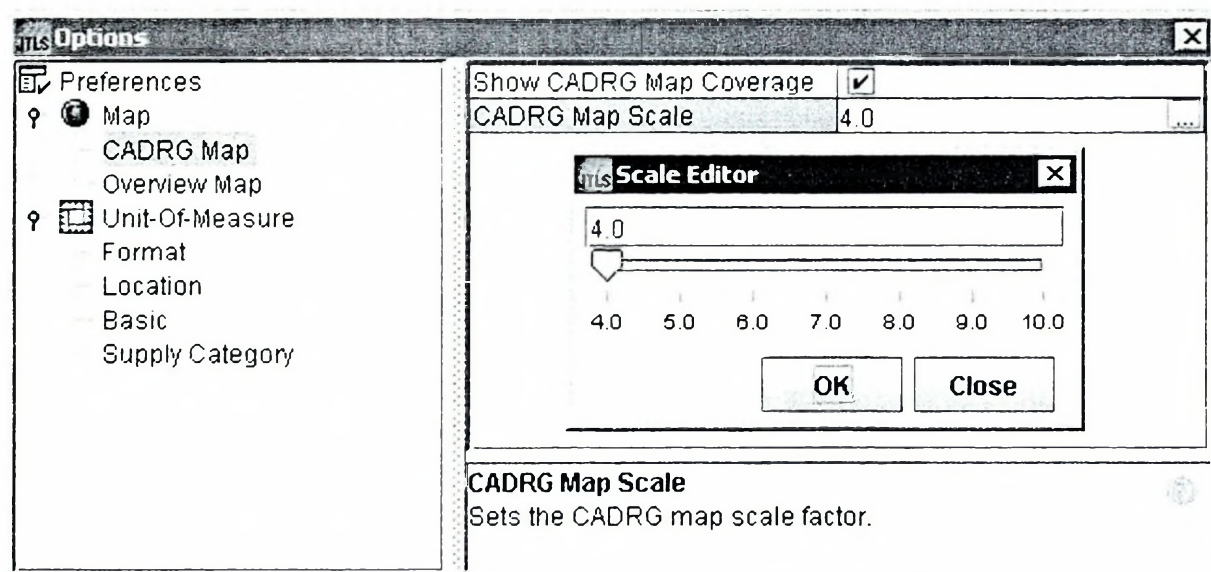 JTLS Options
Preferences
Map
CADRG Map
Overview Map
Unit-Of-Measure
Format
Location
Basic
Supply Category
Show CADRG Map Coverage
CADRG Map Scale 4.0 ...
JTLS Scale Editor
4.0
4.0 5.0 6.0 7.0 8.0 9.0 10.0
OK Close
CADRG Map Scale
Sets the CADRG map scale factor.